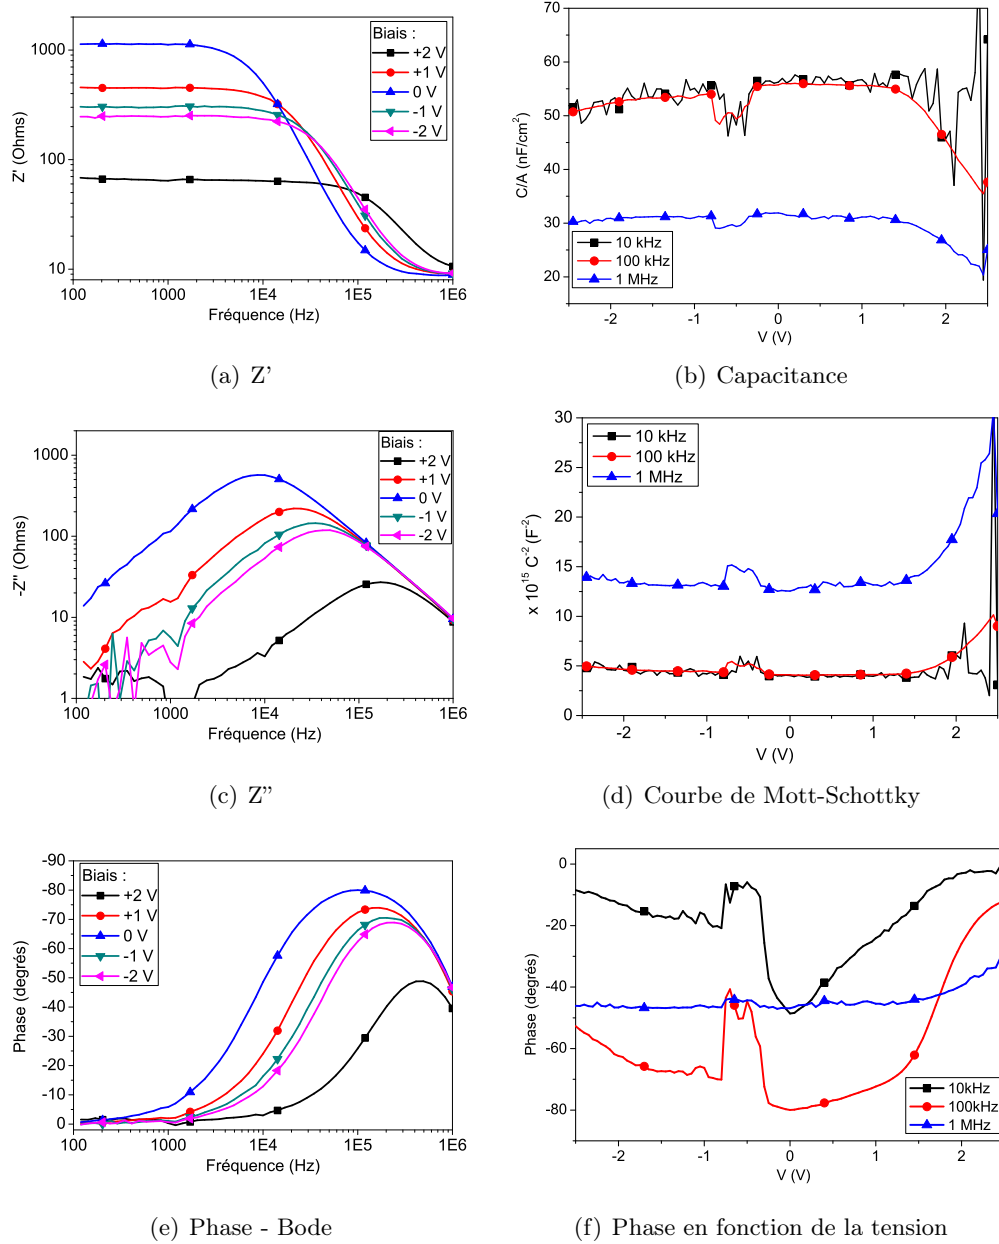 Biais :
+2 V
+1 V
0 V
-1 V
-2 V
1000
100
10
Z' (Ohms)
100 1000 1E4 1E5 1E6
Fréquence (Hz)
(a) Z'
70
60
50
40
30
20
C/A (nF/cm²)
10 kHz
100 kHz
1 MHz
-2 -1 0 1 2
V (V)
(b) Capacitance
Biais :
+2 V
+1 V
0 V
-1 V
-2 V
1000
100
10
1
-Z" (Ohms)
100 1000 1E4 1E5 1E6
Fréquence (Hz)
(c) Z”
30
25
20
15
10
5
0
x 10¹⁵ C⁻² (F⁻²)
10 kHz
100 kHz
1 MHz
-2 -1 0 1 2
V (V)
(d) Courbe de Mott-Schottky
-90
-80
-70
-60
-50
-40
-30
-20
-10
0
Phase (degrés)
Biais :
+2 V
+1 V
0 V
-1 V
-2 V
100 1000 1E4 1E5 1E6
Fréquence (Hz)
(e) Phase - Bode
0
-20
-40
-60
-80
Phase (degrés)
10kHz
100kHz
1 MHz
-2 -1 0 1 2
V (V)
(f) Phase en fonction de la tension